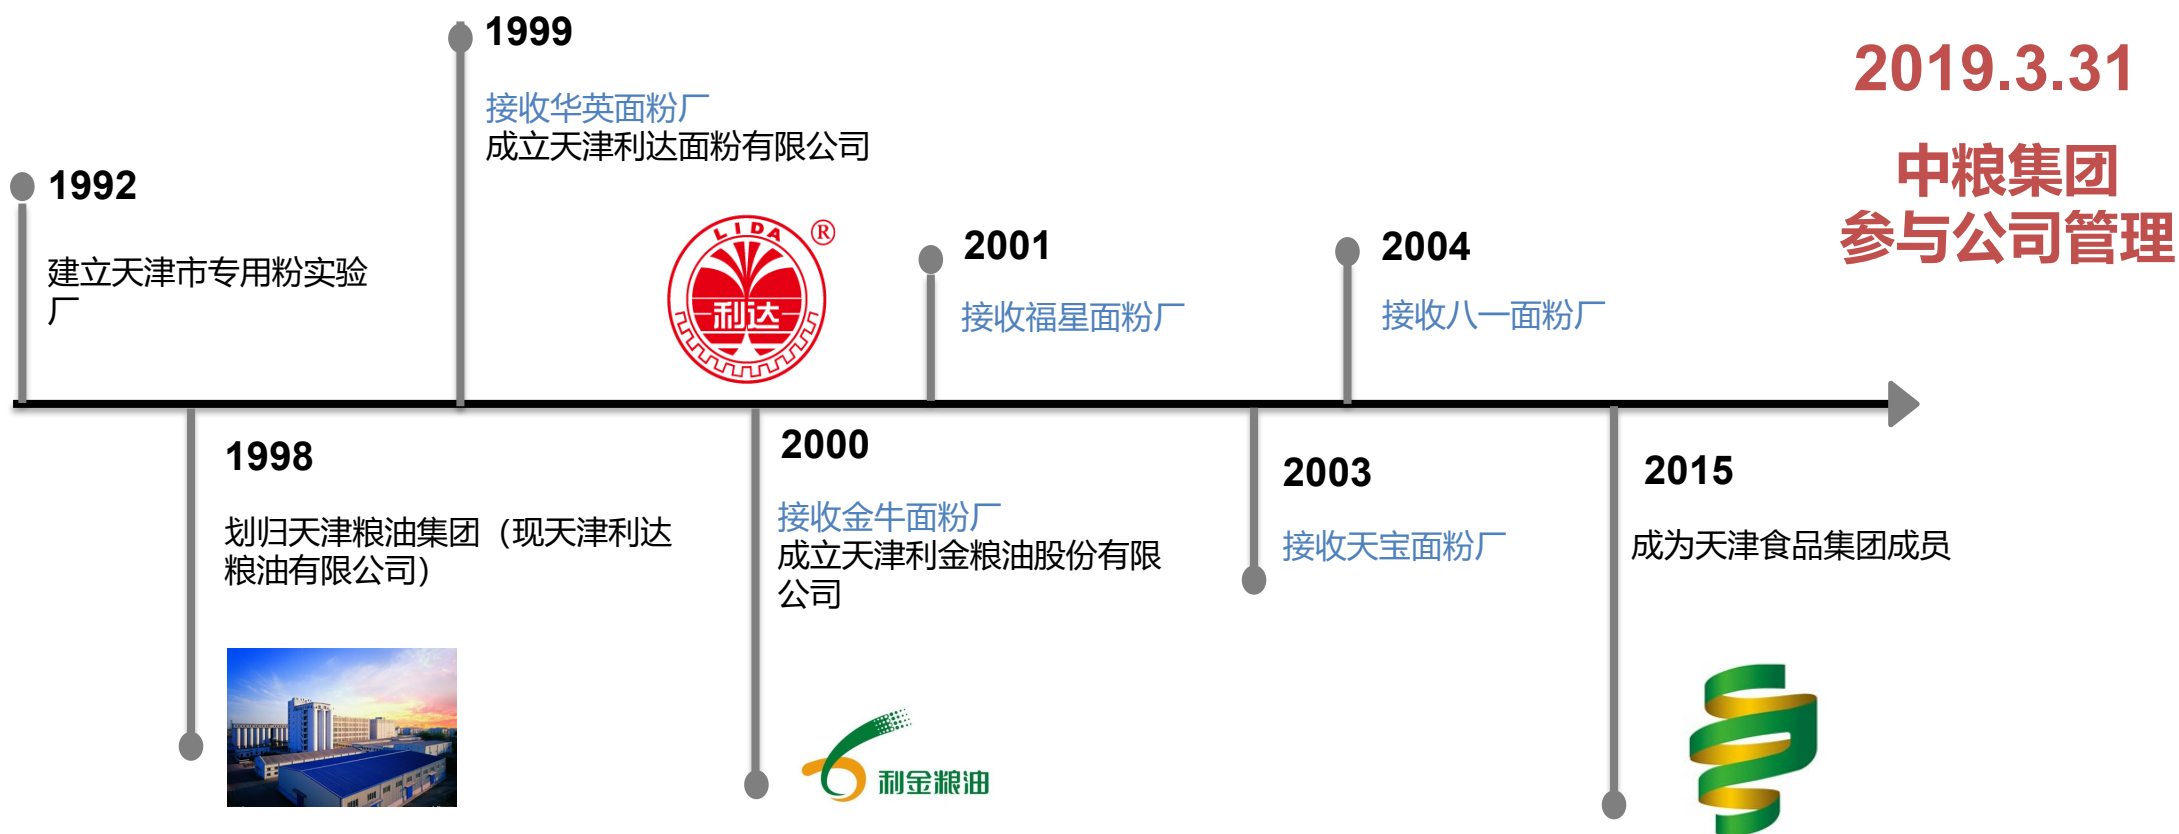 1999
接收华英面粉厂
成立天津利达面粉有限公司
2019.3.31
中粮集团
参与公司管理
1992
建立天津市专用粉实验
厂
LIDA
®
利达
2001
接收福星面粉厂
2004
接收八一面粉厂
1998
划归天津粮油集团（现天津利达
粮油有限公司）
2000
接收金牛面粉厂
成立天津利金粮油股份有限
公司
利金粮油
2003
接收天宝面粉厂
2015
成为天津食品集团成员